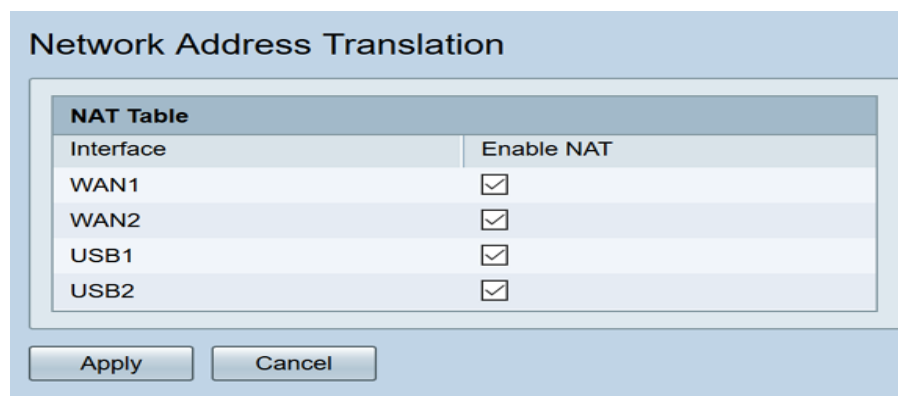 Network Address Translation
NAT Table
Interface Enable NAT
WAN1
WAN2
USB1
USB2
Apply Cancel